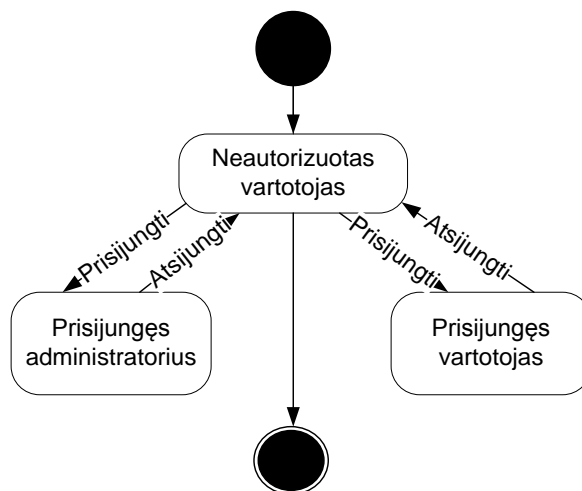 Neautorizuotas
vartotojas
Prisijungti
Atsijungti
Prisijungti
Atsijungti
Prisijungęs
administratorius
Prisijungęs
vartotojas